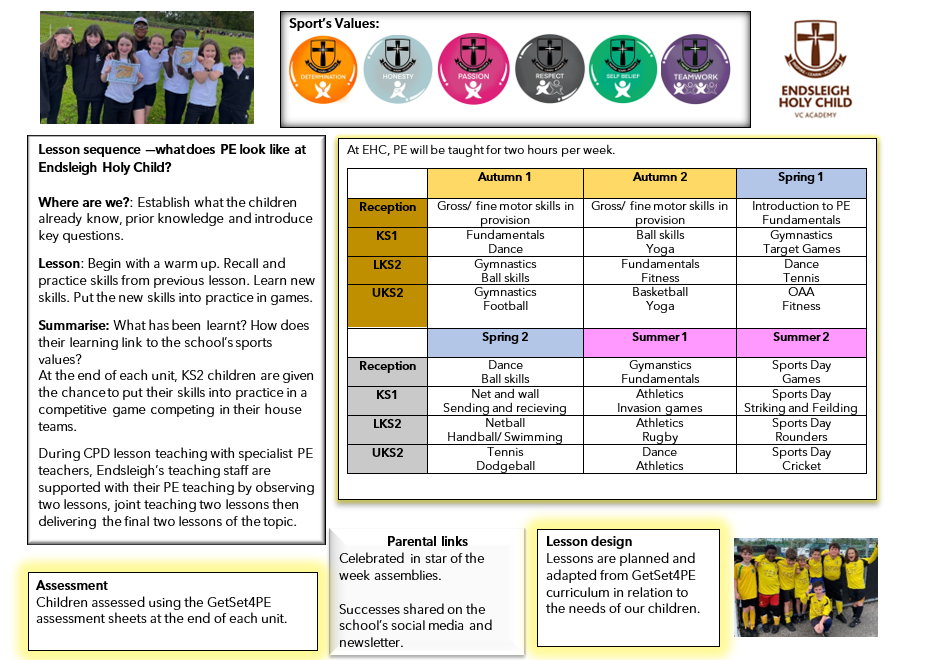 Sport's Values:
DETERMINATION
HONESTY
PASSION
RESPECT
SELF BELIEF
TEAMWORK
ENDSLEIGH
HOLY CHILD
VC ACADEMY
Lesson sequence —what does PE look like at
Endsleigh Holy Child?
Where are we?: Establish what the children
already know, prior knowledge and introduce
key questions.
Lesson: Begin with a warm up. Recall and
practice skills from previous lesson. Learn new
skills. Put the new skills into practice in games.
Summarise: What has been learnt? How does
their learning link to the school's sports
values?
At the end of each unit, KS2 children are given
the chance to put their skills into practice in a
competitive game competing in their house
teams.
During CPD lesson teaching with specialist PE
teachers, Endsleigh's teaching staff are
supported with their PE teaching by observing
two lessons, joint teaching two lessons then
delivering the final two lessons of the topic.
At EHC, PE will be taught for two hours per week.
Autumn 1 Autumn 2 Spring 1
Reception Gross/ fine motor skills in Gross/ fine motor skills in Introduction to PE
provision provision Fundamentals
KS1 Fundamentals Ball skills Gymnastics
Dance Yoga Target Games
LKS2 Gymnastics Fundamentals Dance
Ball skills Fitness Tennis
UKS2 Gymnastics Basketball OAA
Football Yoga Fitness
Spring 2 Summer 1 Summer 2
Reception Dance Gymanstics Sports Day
Ball skills Fundamentals Games
KS1 Net and wall Athletics Sports Day
Sending and recieving Invasion games Striking and Feilding
LKS2 Netball Athletics Sports Day
Handball/ Swimming Rugby Rounders
UKS2 Tennis Dance Sports Day
Dodgeball Athletics Cricket
Assessment
Children assessed using the GetSet4PE
assessment sheets at the end of each unit.
Parental links
Celebrated in star of the
week assemblies.
Successes shared on the
school's social media and
newsletter.
Lesson design
Lessons are planned and
adapted from GetSet4PE
curriculum in relation to
the needs of our children.